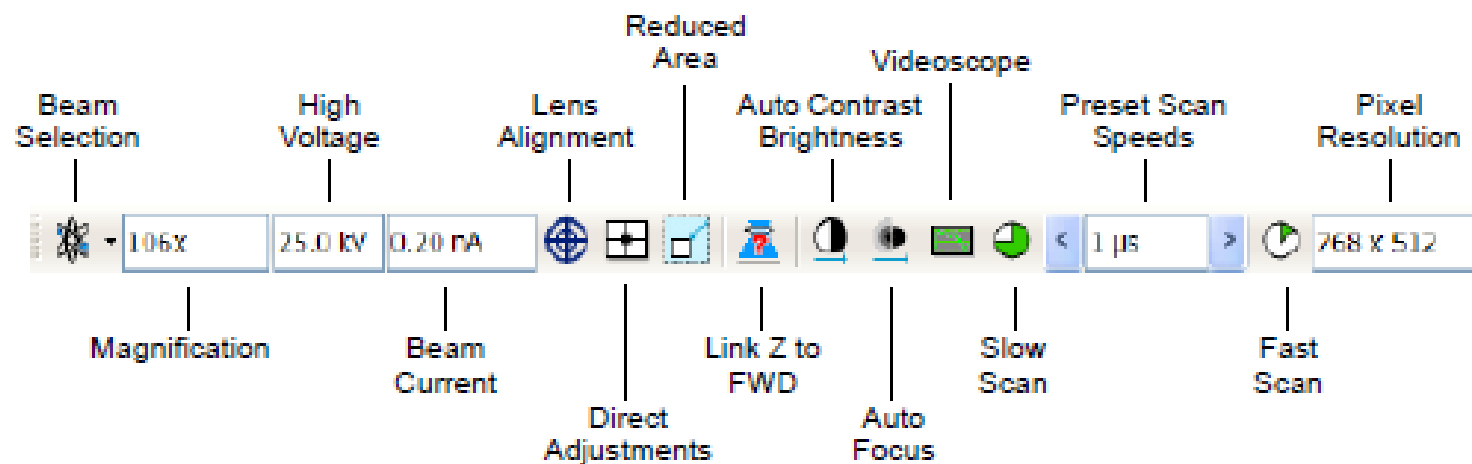 Reduced
Area
Videoscope
Beam
Selection
High
Voltage
Lens
Alignment
Auto Contrast
Brightness
Preset Scan
Speeds
Pixel
Resolution
106x
25.0 kV
0.20 nA
?
<
1 µs
>
768 x 512
Magnification
Beam
Current
Link Z to
FWD
Slow
Scan
Fast
Scan
Direct
Adjustments
Auto
Focus